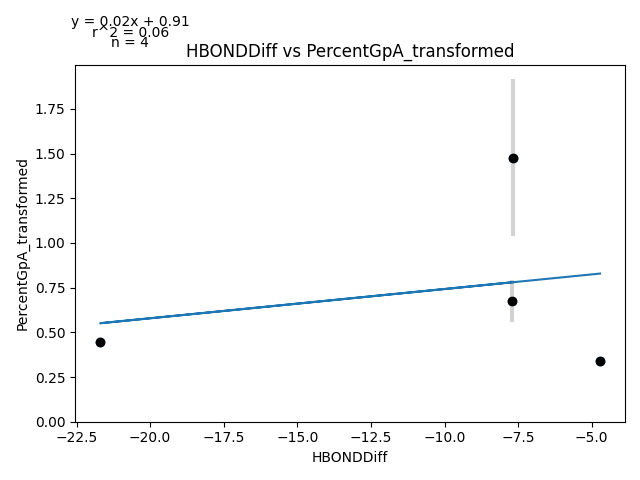 y = 0.02x + 0.91
r^2 = 0.06
n = 4
HBONDDiff vs PercentGpA_transformed
PercentGpA_transformed
1.75
1.50
1.25
1.00
0.75
0.50
0.25
0.00
−22.5 −20.0 −17.5 −15.0 −12.5 −10.0 −7.5 −5.0
HBONDDiff